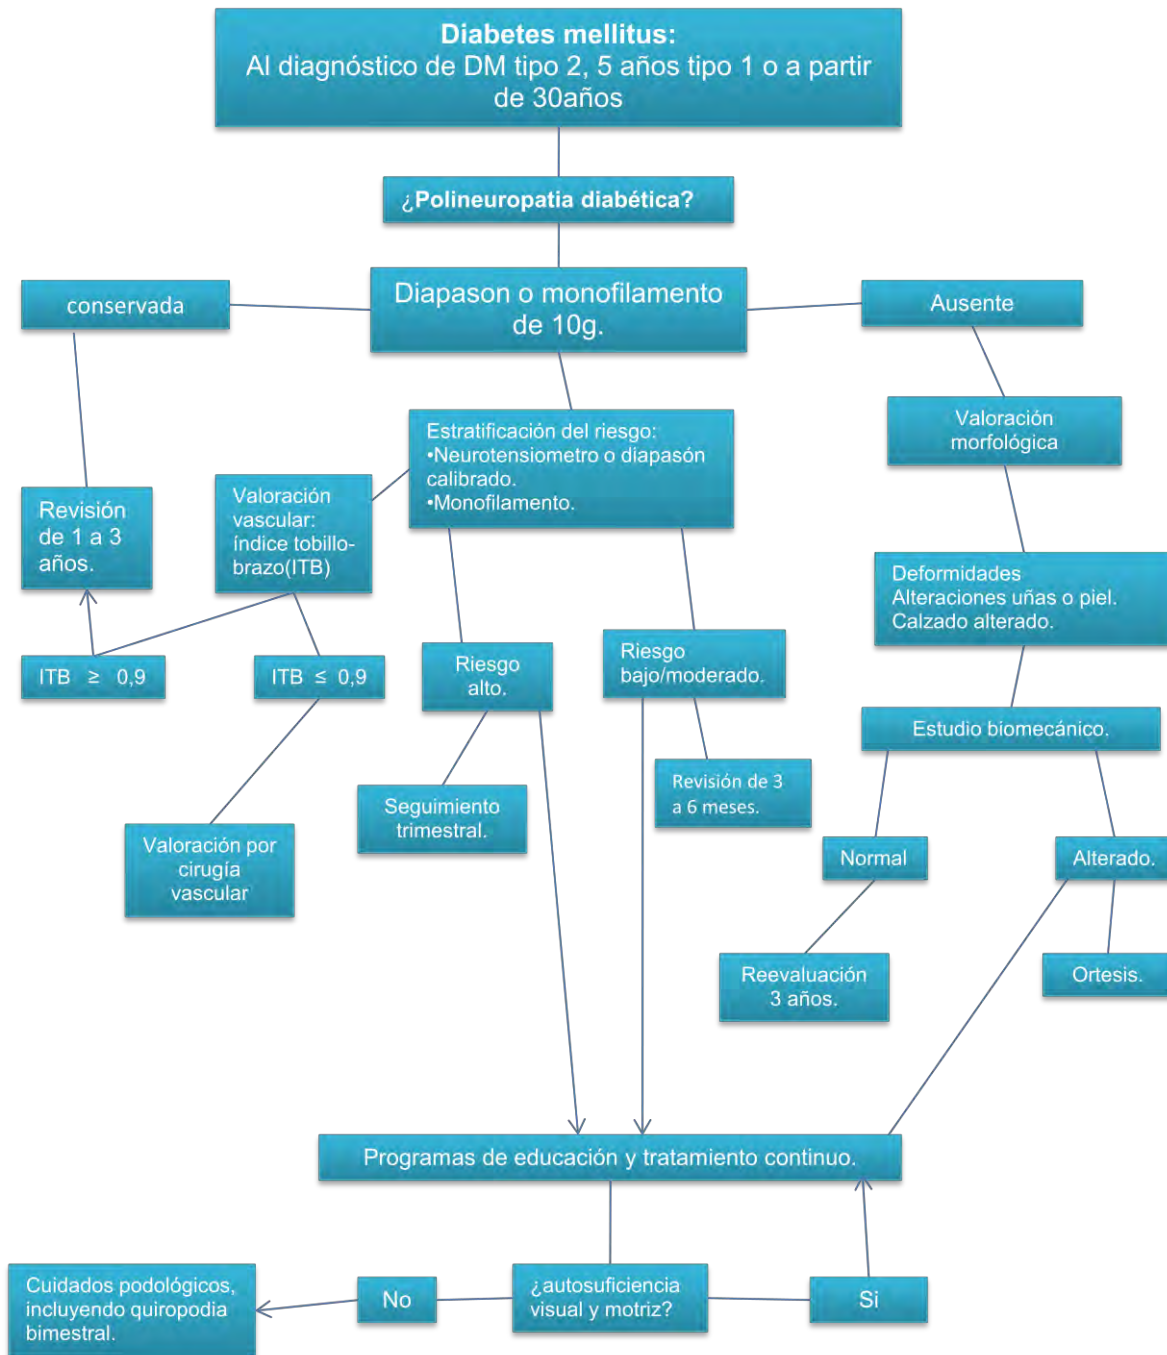 Diabetes mellitus:
Al diagnóstico de DM tipo 2, 5 años tipo 1 o a partir
de 30años
¿Polineuropatia diabética?
conservada
Diapason o monofilamento
de 10g.
Ausente
Estratificación del riesgo:
•Neurotensiometro o diapasón
calibrado.
•Monofilamento.
Valoración
morfológica
Revisión
de 1 a 3
años.
Valoración
vascular:
índice tobillo-
brazo(ITB)
Deformidades
Alteraciones uñas o piel.
Calzado alterado.
ITB ≥ 0,9
ITB ≤ 0,9
Riesgo
alto.
Riesgo
bajo/moderado.
Estudio biomecánico.
Seguimiento
trimestral.
Revisión de 3
a 6 meses.
Valoración por
cirugía
vascular
Normal
Alterado.
Reevaluación
3 años.
Ortesis.
Programas de educación y tratamiento continuo.
Cuidados podológicos,
incluyendo quiropodia
bimestral.
No
¿autosuficiencia
visual y motriz?
Si